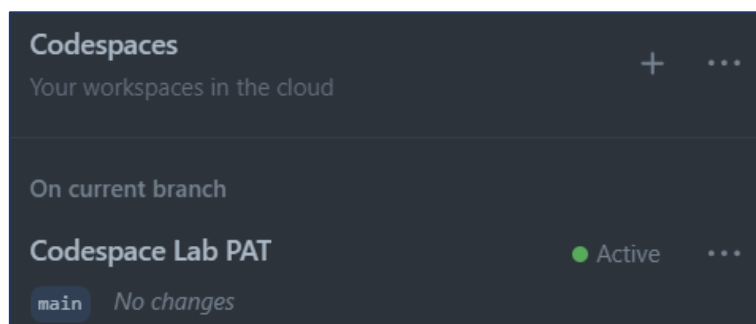 Codespaces
Your workspaces in the cloud
On current branch
Codespace Lab PAT
Active
main No changes